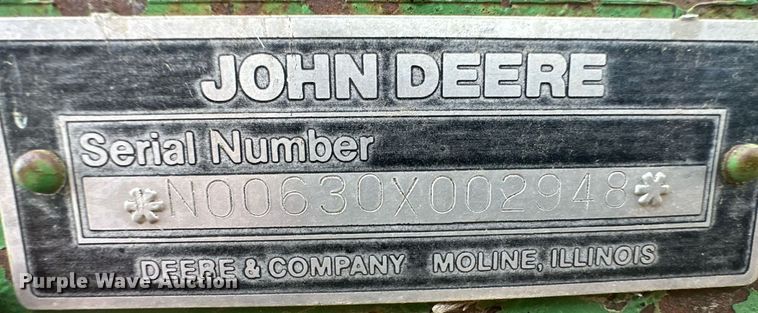 JOHN DEERE
Serial Number
*N00630X002948*
DEERE & COMPANY MOLINE, ILLINOIS
Purple Wave Auction